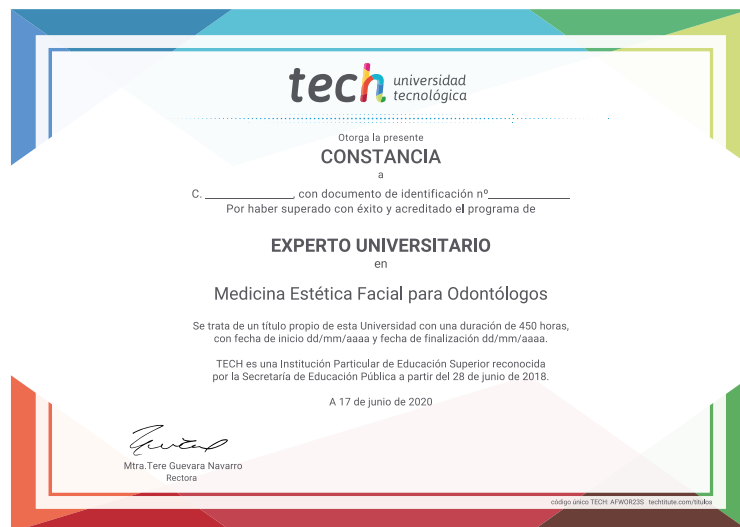 tech universidad
tecnológica
Otorga la presente
CONSTANCIA
a
C. ______________, con documento de identificación nº______________
Por haber superado con éxito y acreditado el programa de
EXPERTO UNIVERSITARIO
en
Medicina Estética Facial para Odontólogos
Se trata de un título propio de esta Universidad con una duración de 450 horas,
con fecha de inicio dd/mm/aaaa y fecha de finalización dd/mm/aaaa.
TECH es una Institución Particular de Educación Superior reconocida
por la Secretaría de Educación Pública a partir del 28 de junio de 2018.
A 17 de junio de 2020
Mtra.Tere Guevara Navarro
Rectora
código único TECH: AFWOR23S techtitute.com/titulos